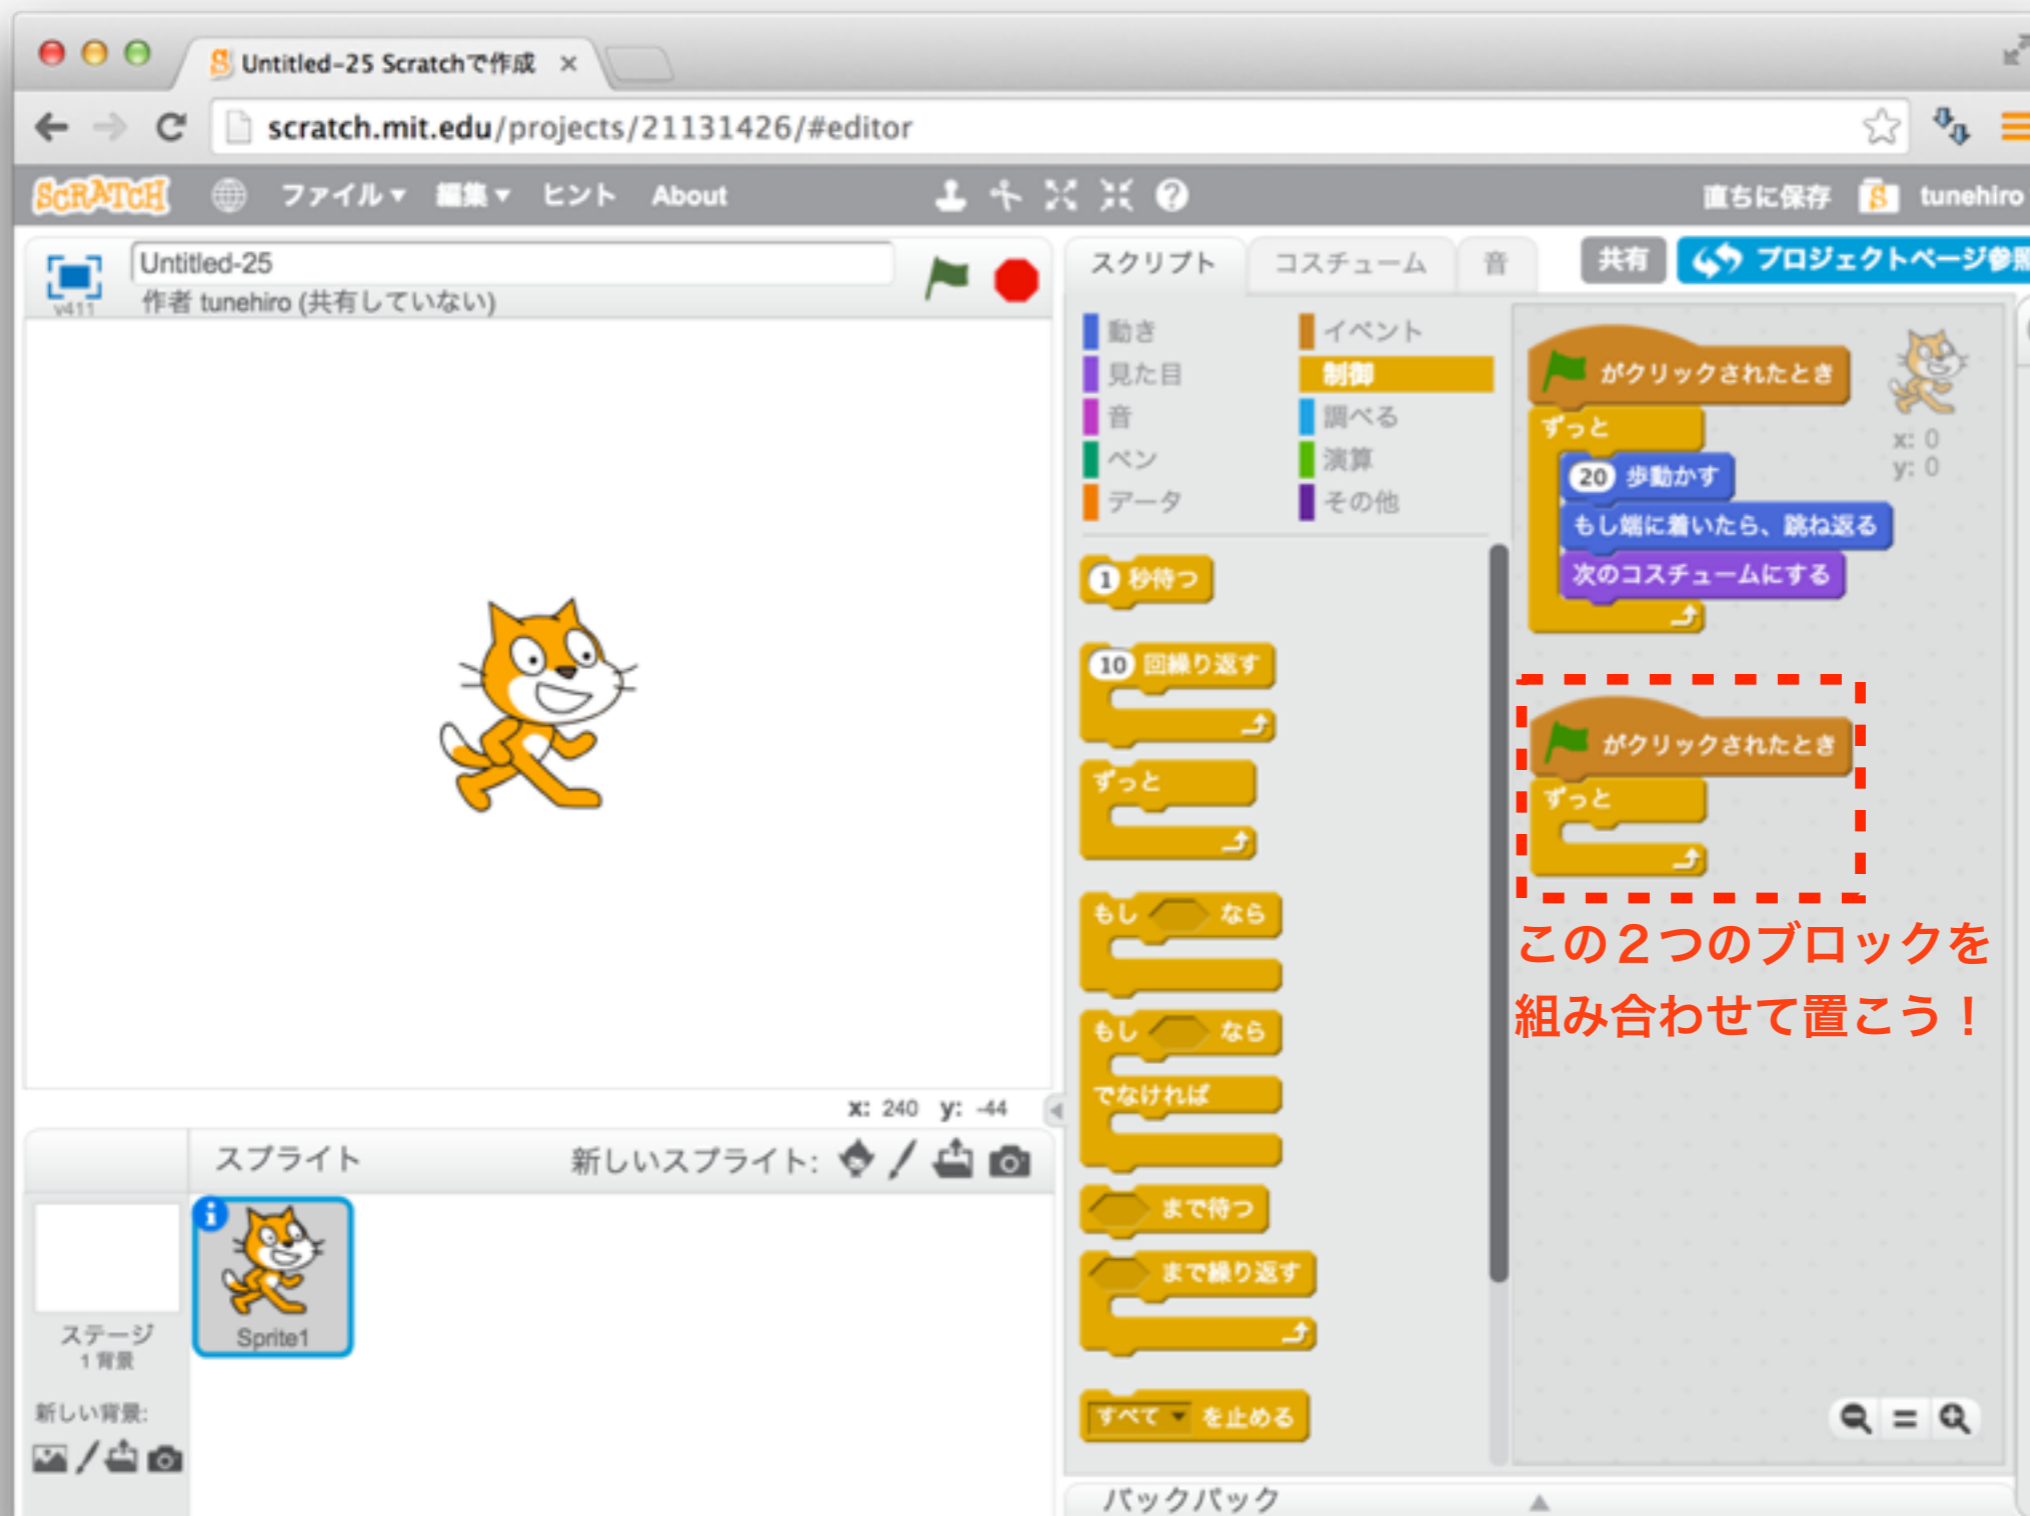 Untitled-25 Scratchで作成
scratch.mit.edu/projects/21131426/#editor
SCRATCH ファイル 編集 ヒント About 直ちに保存 tunehiro
Untitled-25
作者 tunehiro (共有していない)
v411
スクリプト コスチューム 音 共有 プロジェクトページ参照
動き イベント
見た目 制御
音 調べる
ペン 演算
データ その他
1 秒待つ
10 回繰り返す
ずっと
もし なら
もし なら
でなければ
まで待つ
まで繰り返す
すべて を止める
がクリックされたとき
ずっと
20 歩動かす
もし端に着いたら、跳ね返る
次のコスチュームにする
x: 0
y: 0
がクリックされたとき
ずっと
この２つのブロックを
組み合わせて置こう！
x: 240 y: -44
スプライト 新しいスプライト:
Sprite1
ステージ
1 背景
新しい背景:
バックパック